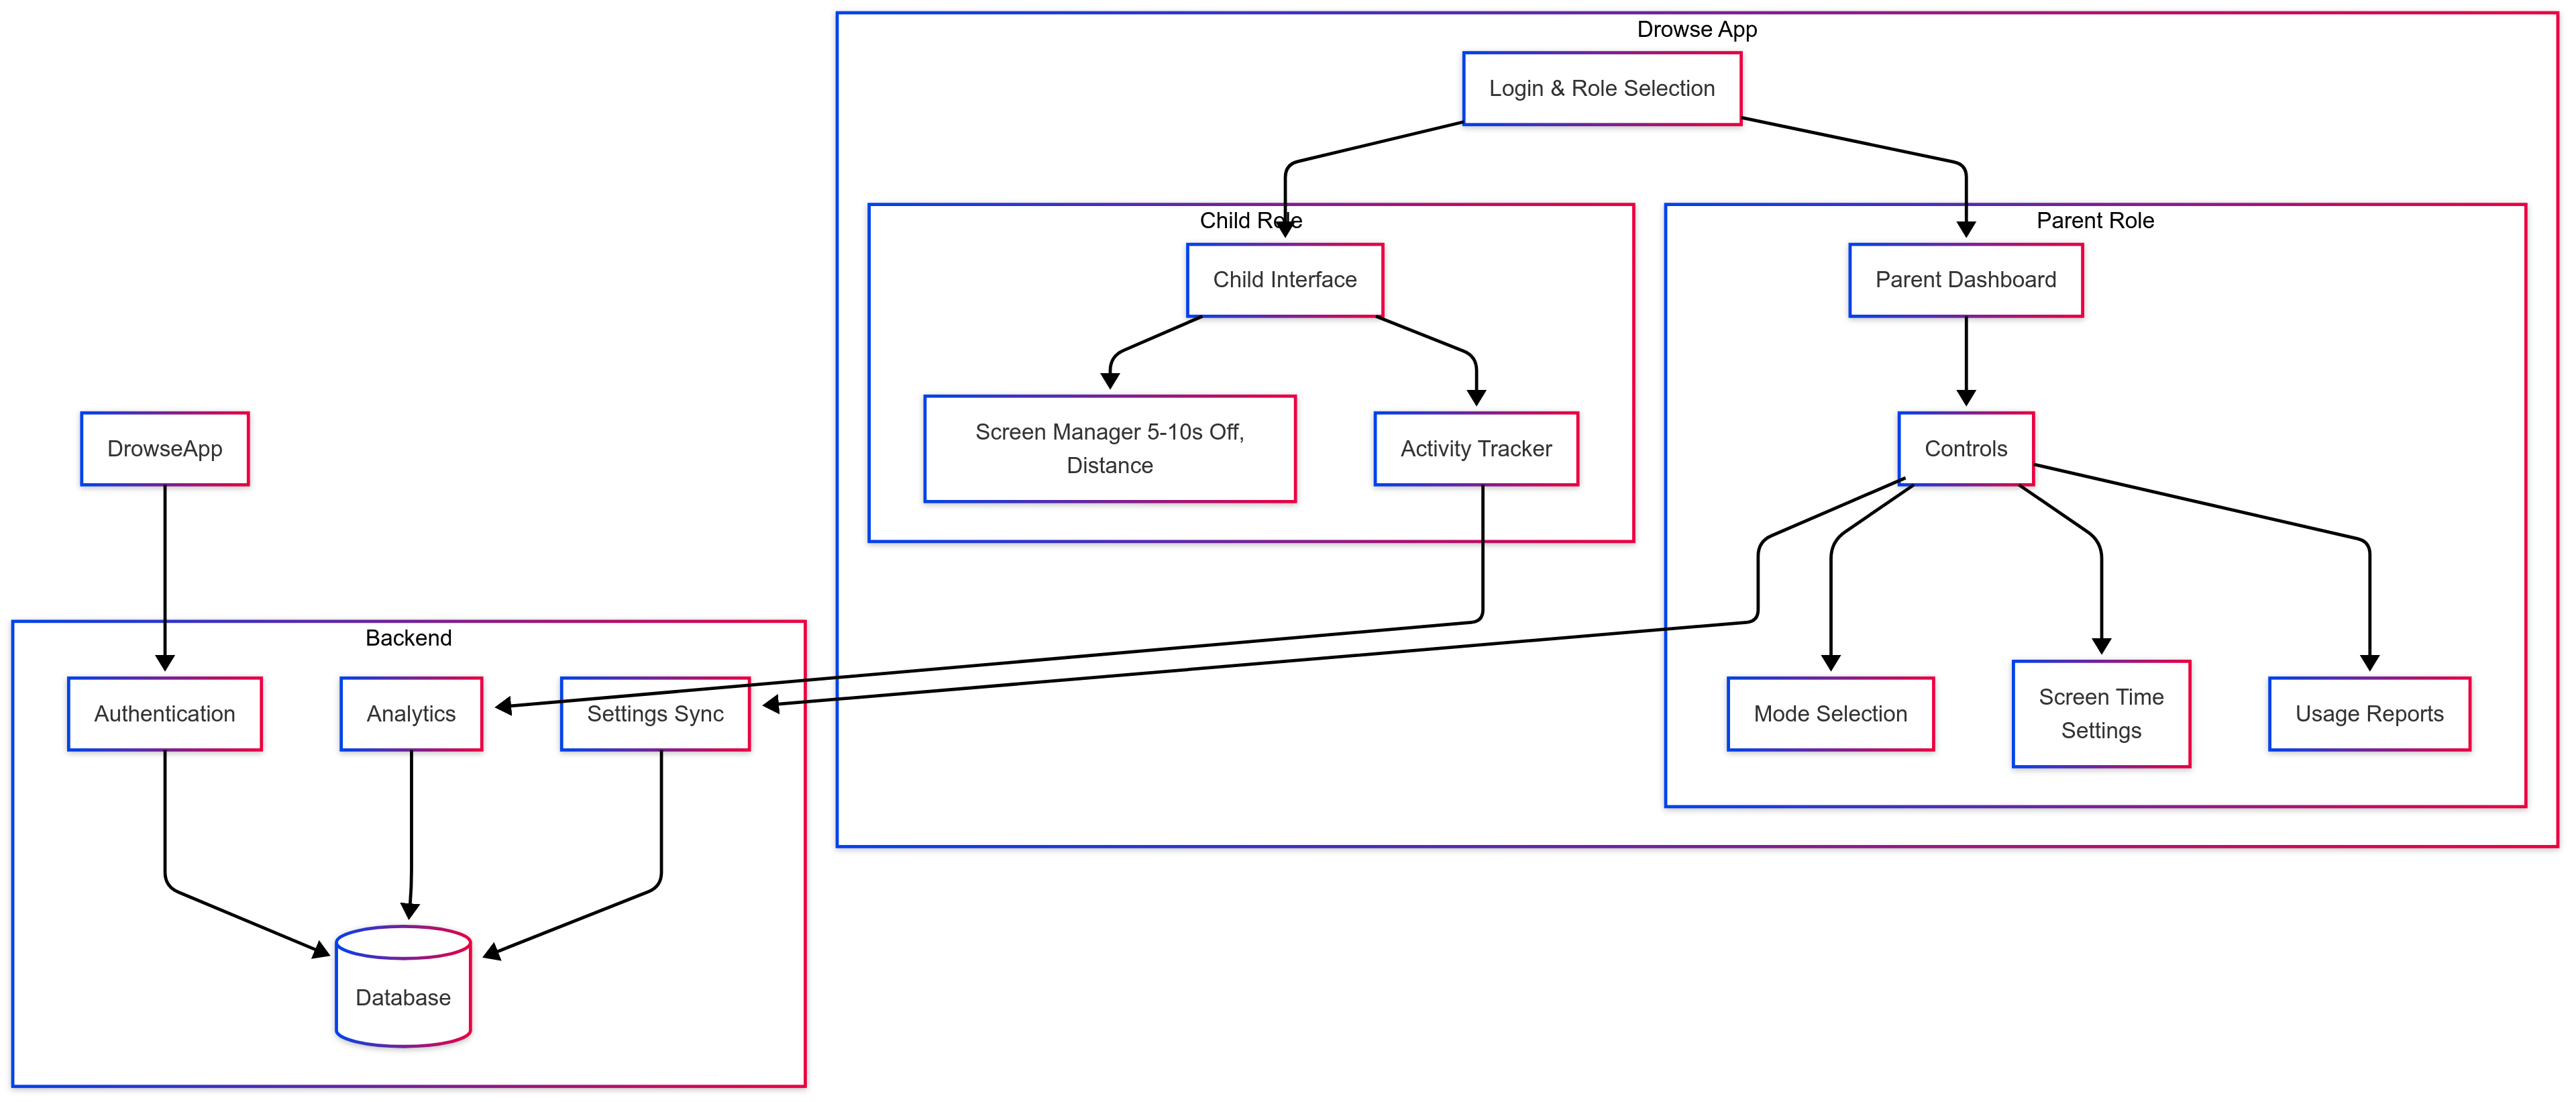 Drowse App
Login & Role Selection
Child Role
Parent Role
Child Interface
Parent Dashboard
Screen Manager 5-10s Off,
Distance
Activity Tracker
Controls
DrowseApp
Backend
Authentication
Analytics
Settings Sync
Mode Selection
Screen Time
Settings
Usage Reports
Database